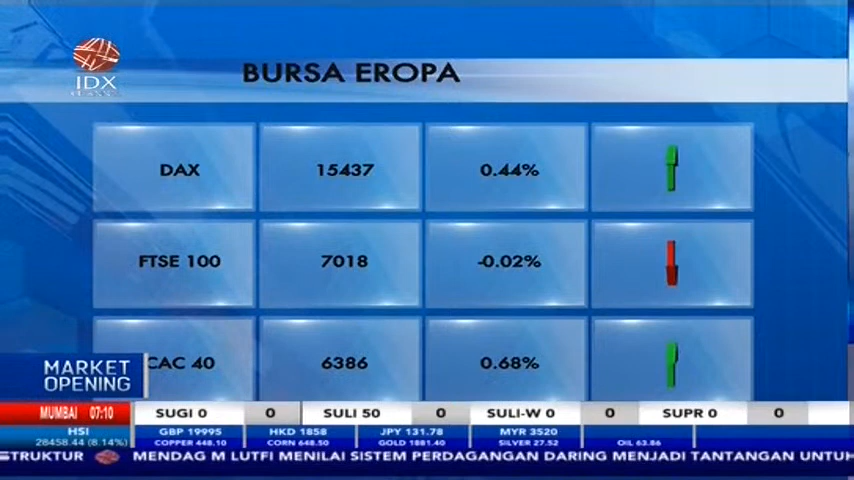 IDX
BURSA EROPA
DAX 15437 0.44%
FTSE 100 7018 -0.02%
CAC 40 6386 0.68%
MARKET
OPENING
MUMBAI 07:10 SUGI 0 0 SULI 50 0 SULI-W 0 0 SUPR 0 0
HSI GBP 19995 HKD 1858 JPY 131.78 MYR 3520
28458.44 (8.14%) COPPER 448.10 CORN 648.50 GOLD 1881.40 SILVER 27.52 OIL 63.86
STRUKTUR MENDAG M LUTFI MENILAI SISTEM PERDAGANGAN DARING MENJADI TANTANGAN UNTUH